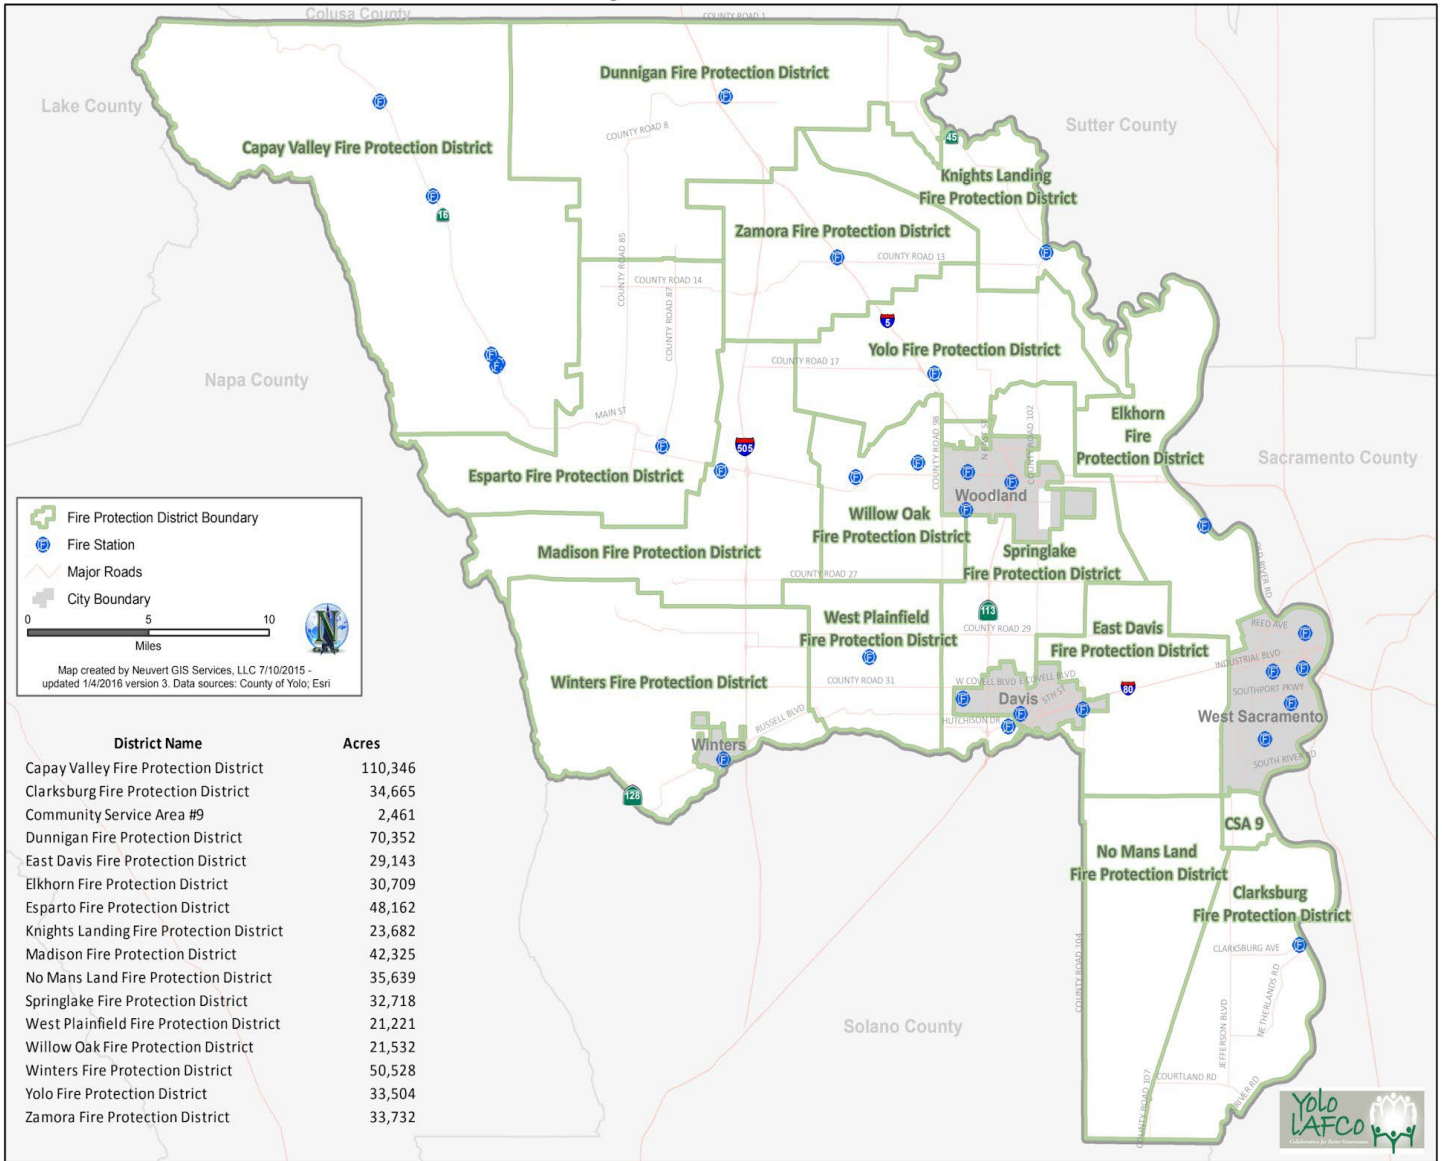 Colusa County
COUNTY ROAD 1
Dunnigan Fire Protection District
Lake County
COUNTY ROAD 8
Sutter County
45
Capay Valley Fire Protection District
Knights Landing
Fire Protection District
16
Zamora Fire Protection District
COUNTY ROAD 85
COUNTY ROAD 13
COUNTY ROAD 14
COUNTY ROAD 87
5
Yolo Fire Protection District
COUNTY ROAD 17
Napa County
MAIN ST
Elkhorn
Fire
Protection District
COUNTY ROAD 98
COUNTY ROAD 102
N EAST ST
505
Sacramento County
Esparto Fire Protection District
Woodland
Willow Oak
Fire Protection District
Springlake
Fire Protection District
Madison Fire Protection District
COUNTY ROAD 27
OLD RIVER RD
Fire Protection District Boundary
Fire Station
Major Roads
City Boundary
0 5 10
Miles
N
Map created by Neuvert GIS Services, LLC 7/10/2015 -
updated 1/4/2016 version 3. Data sources: County of Yolo; Esri
West Plainfield
Fire Protection District
113
COUNTY ROAD 29
East Davis
Fire Protection District
REED AVE
INDUSTRIAL BLVD
COUNTY ROAD 31
W COVELL BLVD
E COVELL BLVD
80
SOUTHPORT PKWY
Winters Fire Protection District
Davis
5TH ST
HUTCHISON DR
RUSSELL BLVD
West Sacramento
Winters
SOUTH RIVER RD
128
CSA 9
No Mans Land
Fire Protection District
Clarksburg
Fire Protection District
CLARKSBURG AVE
COUNTY ROAD 104
NETHERLANDS RD
JEFFERSON BLVD
Solano County
COURTLAND RD
COUNTY ROAD 107
RIVER RD
District Name Acres
Capay Valley Fire Protection District 110,346
Clarksburg Fire Protection District 34,665
Community Service Area #9 2,461
Dunnigan Fire Protection District 70,352
East Davis Fire Protection District 29,143
Elkhorn Fire Protection District 30,709
Esparto Fire Protection District 48,162
Knights Landing Fire Protection District 23,682
Madison Fire Protection District 42,325
No Mans Land Fire Protection District 35,639
Springlake Fire Protection District 32,718
West Plainfield Fire Protection District 21,221
Willow Oak Fire Protection District 21,532
Winters Fire Protection District 50,528
Yolo Fire Protection District 33,504
Zamora Fire Protection District 33,732
YOLO
LAFCO